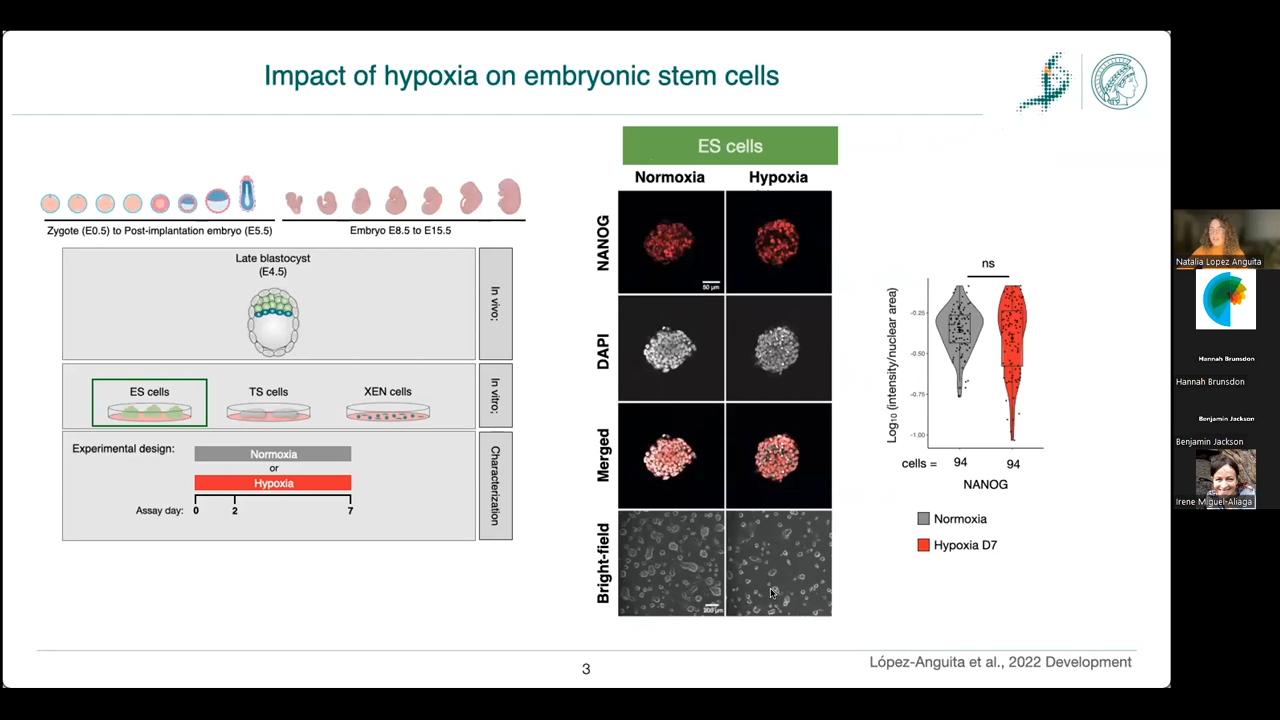 Impact of hypoxia on embryonic stem cells
Zygote (E0.5) to Post-implantation embryo (E5.5)
Embryo E8.5 to E15.5
Late blastocyst
(E4.5)
In vivo;
ES cells
TS cells
XEN cells
In vitro;
Experimental design:
Normoxia
or
Hypoxia
Assay day:
0
2
7
Characterization
ES cells
Normoxia
Hypoxia
NANOG
50 µm
DAPI
Merged
Bright-field
200 µm
ns
Log10 (intensity/nuclear area)
-0.25
-0.50
-0.75
-1.00
cells =
94
94
NANOG
Normoxia
Hypoxia D7
3
López-Anguita et al., 2022 Development
Natalia Lopez Anguita
Hannah Brunsdon
Hannah Brunsdon
Benjamin Jackson
Benjamin Jackson
Irene Miguel-Aliaga